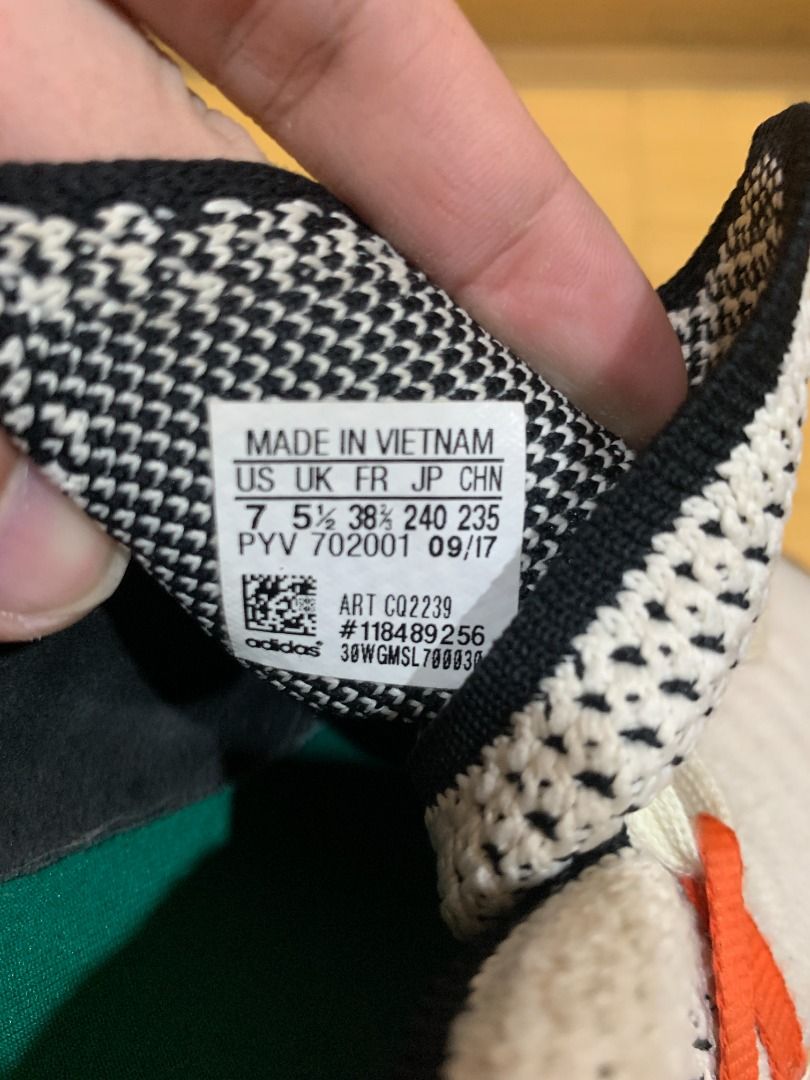 MADE IN VIETNAM
US UK FR JP CHN
7 5½ 38⅔ 240 235
PYV 702001 09/17
ART CQ2239
#118489256
adidas
30WGMSL700030